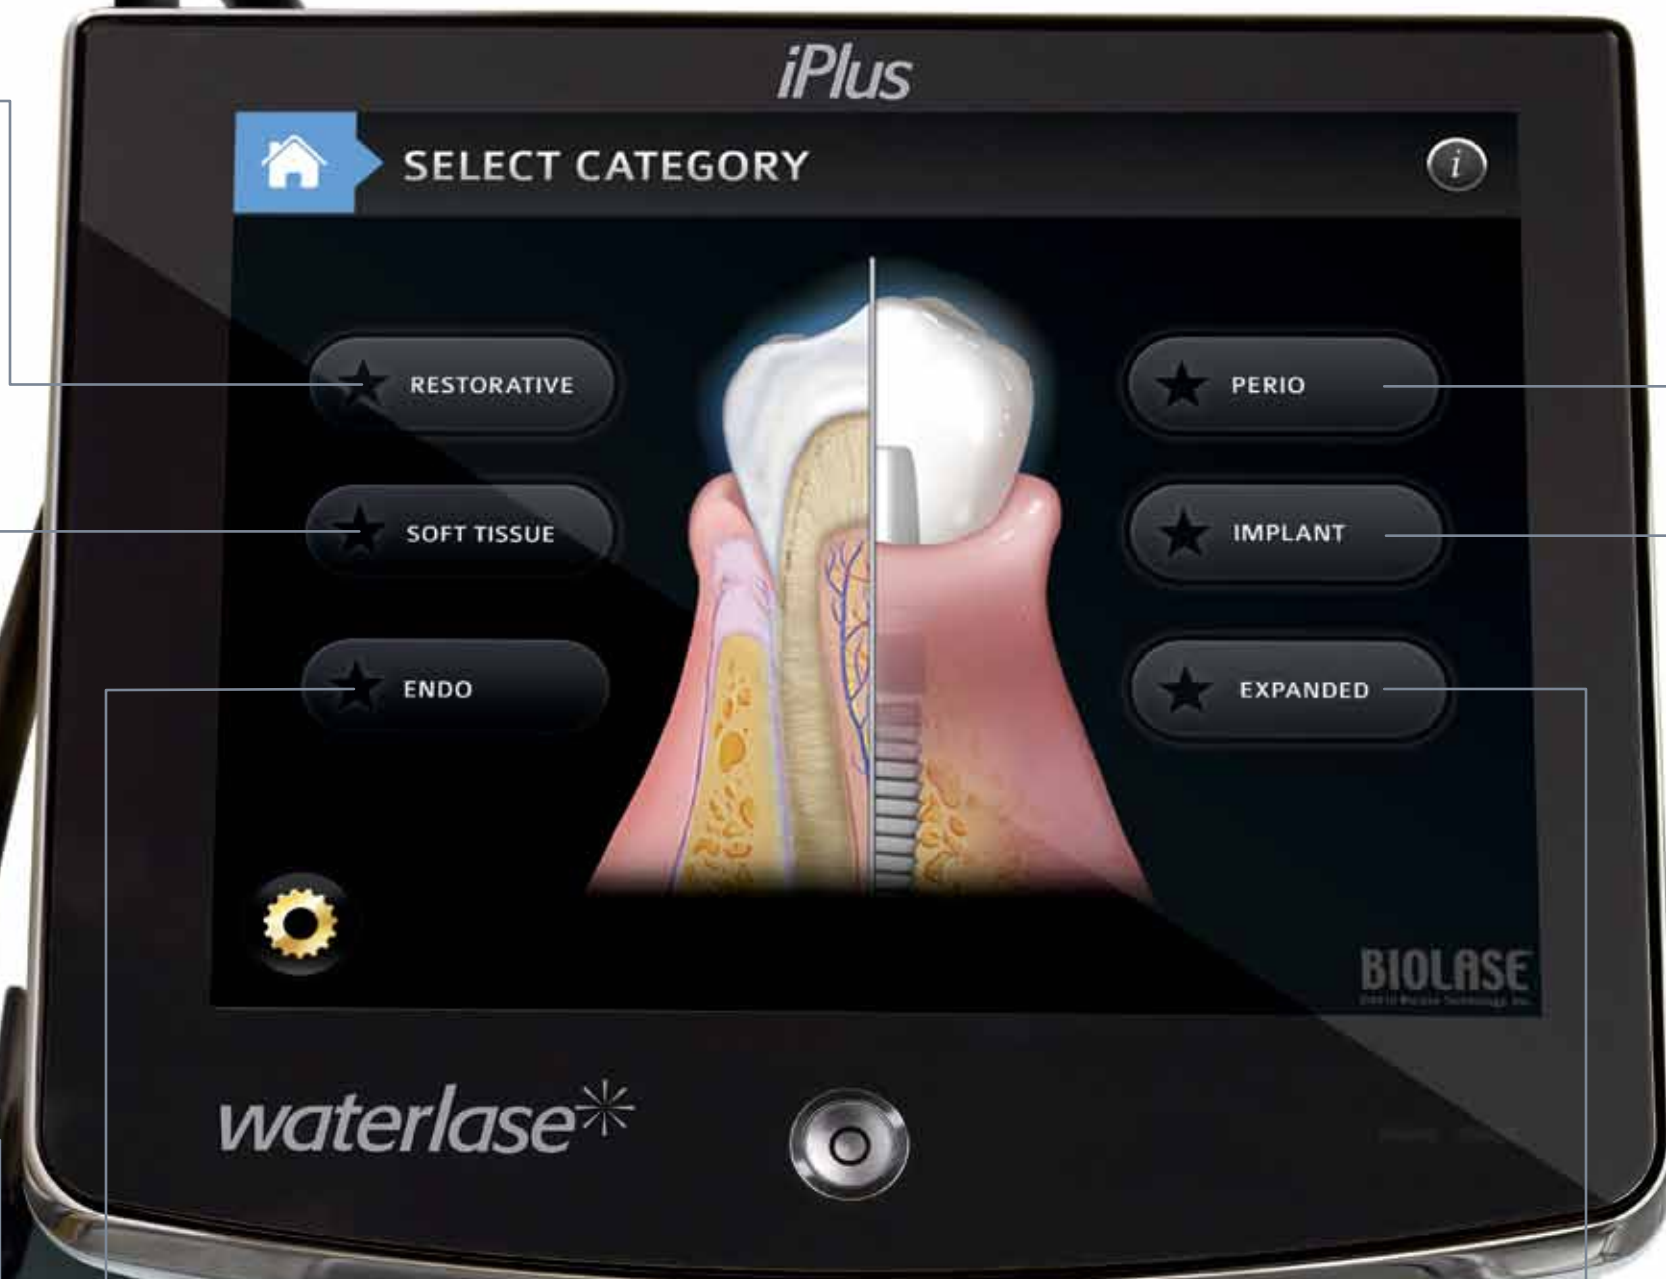 iPlus
SELECT CATEGORY
i
RESTORATIVE
PERIO
SOFT TISSUE
IMPLANT
ENDO
EXPANDED
BIOLASE
waterlase